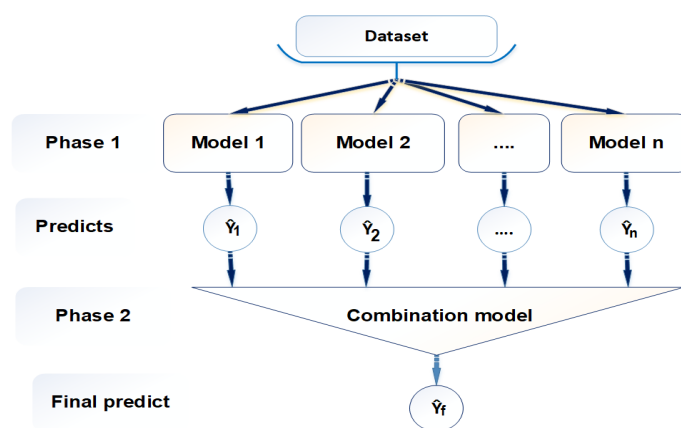 Dataset
Phase 1 Model 1 Model 2 .... Model n
Predicts Ŷ1 Ŷ2 .... Ŷn
Phase 2 Combination model
Final predict Ŷf